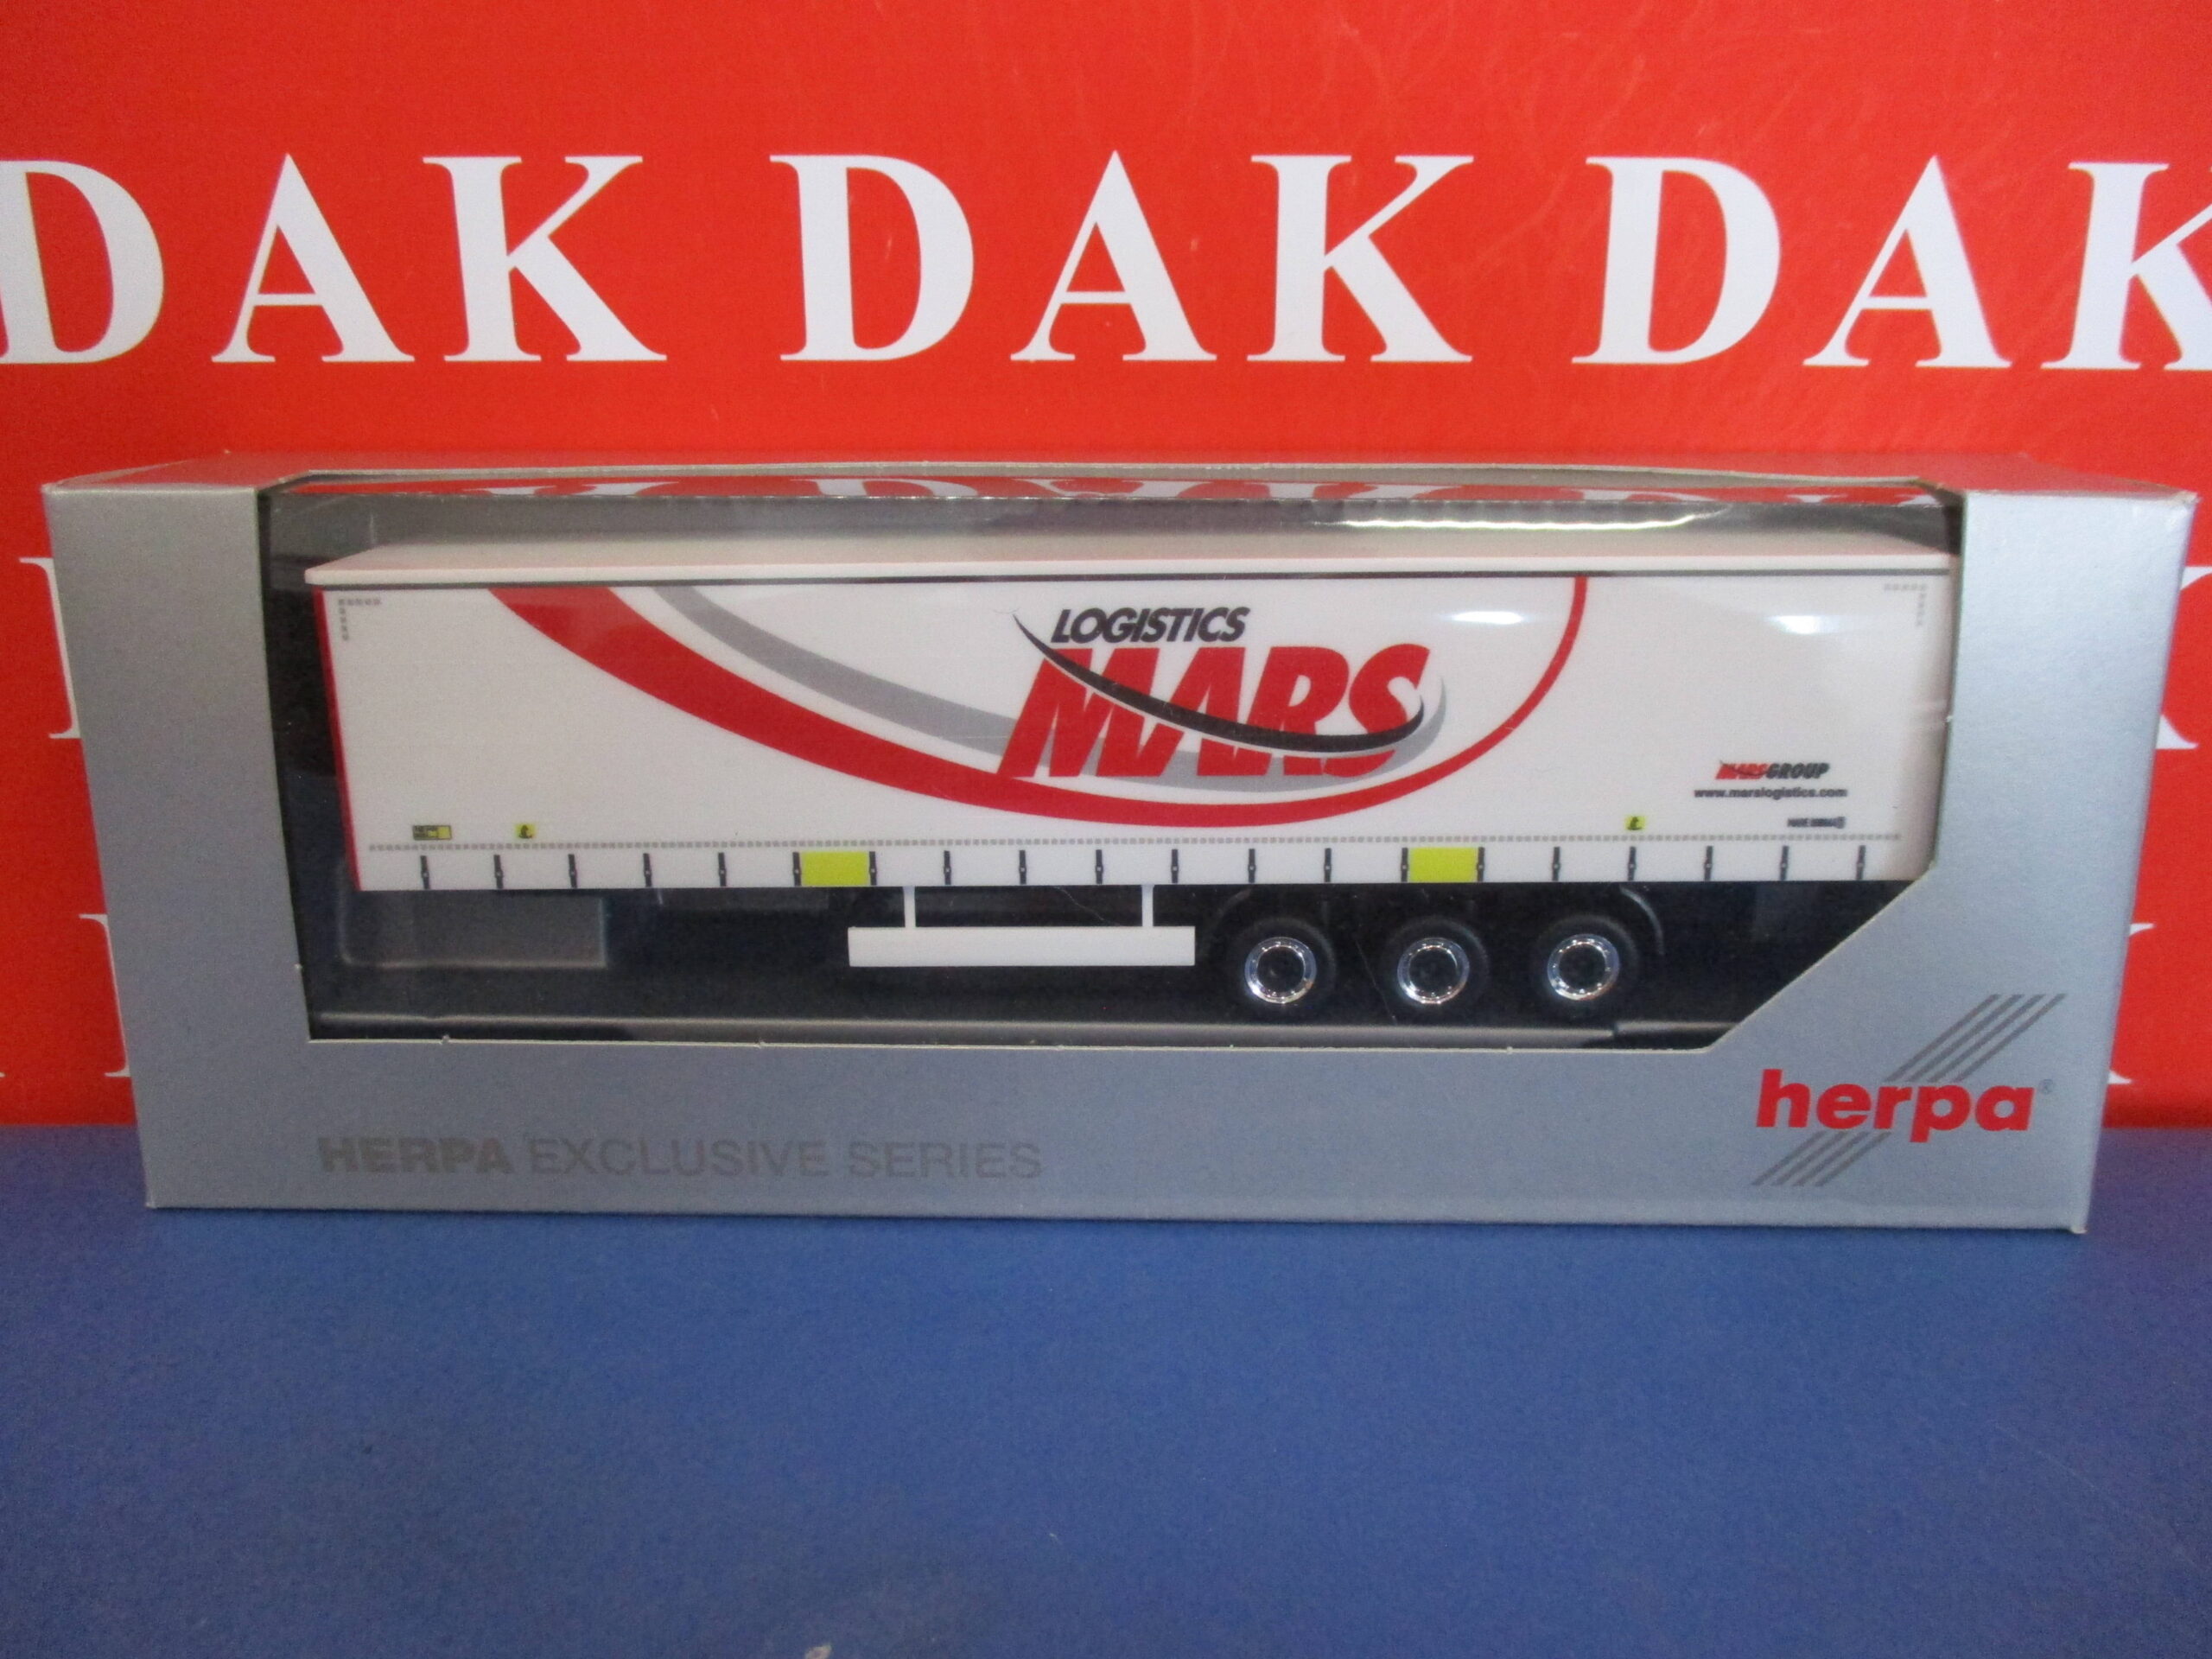 DAK DAK DAK
LOGISTICS
MARS
MARSGROUP
www.marslogistics.com
herpa®
HERPA EXCLUSIVE SERIES